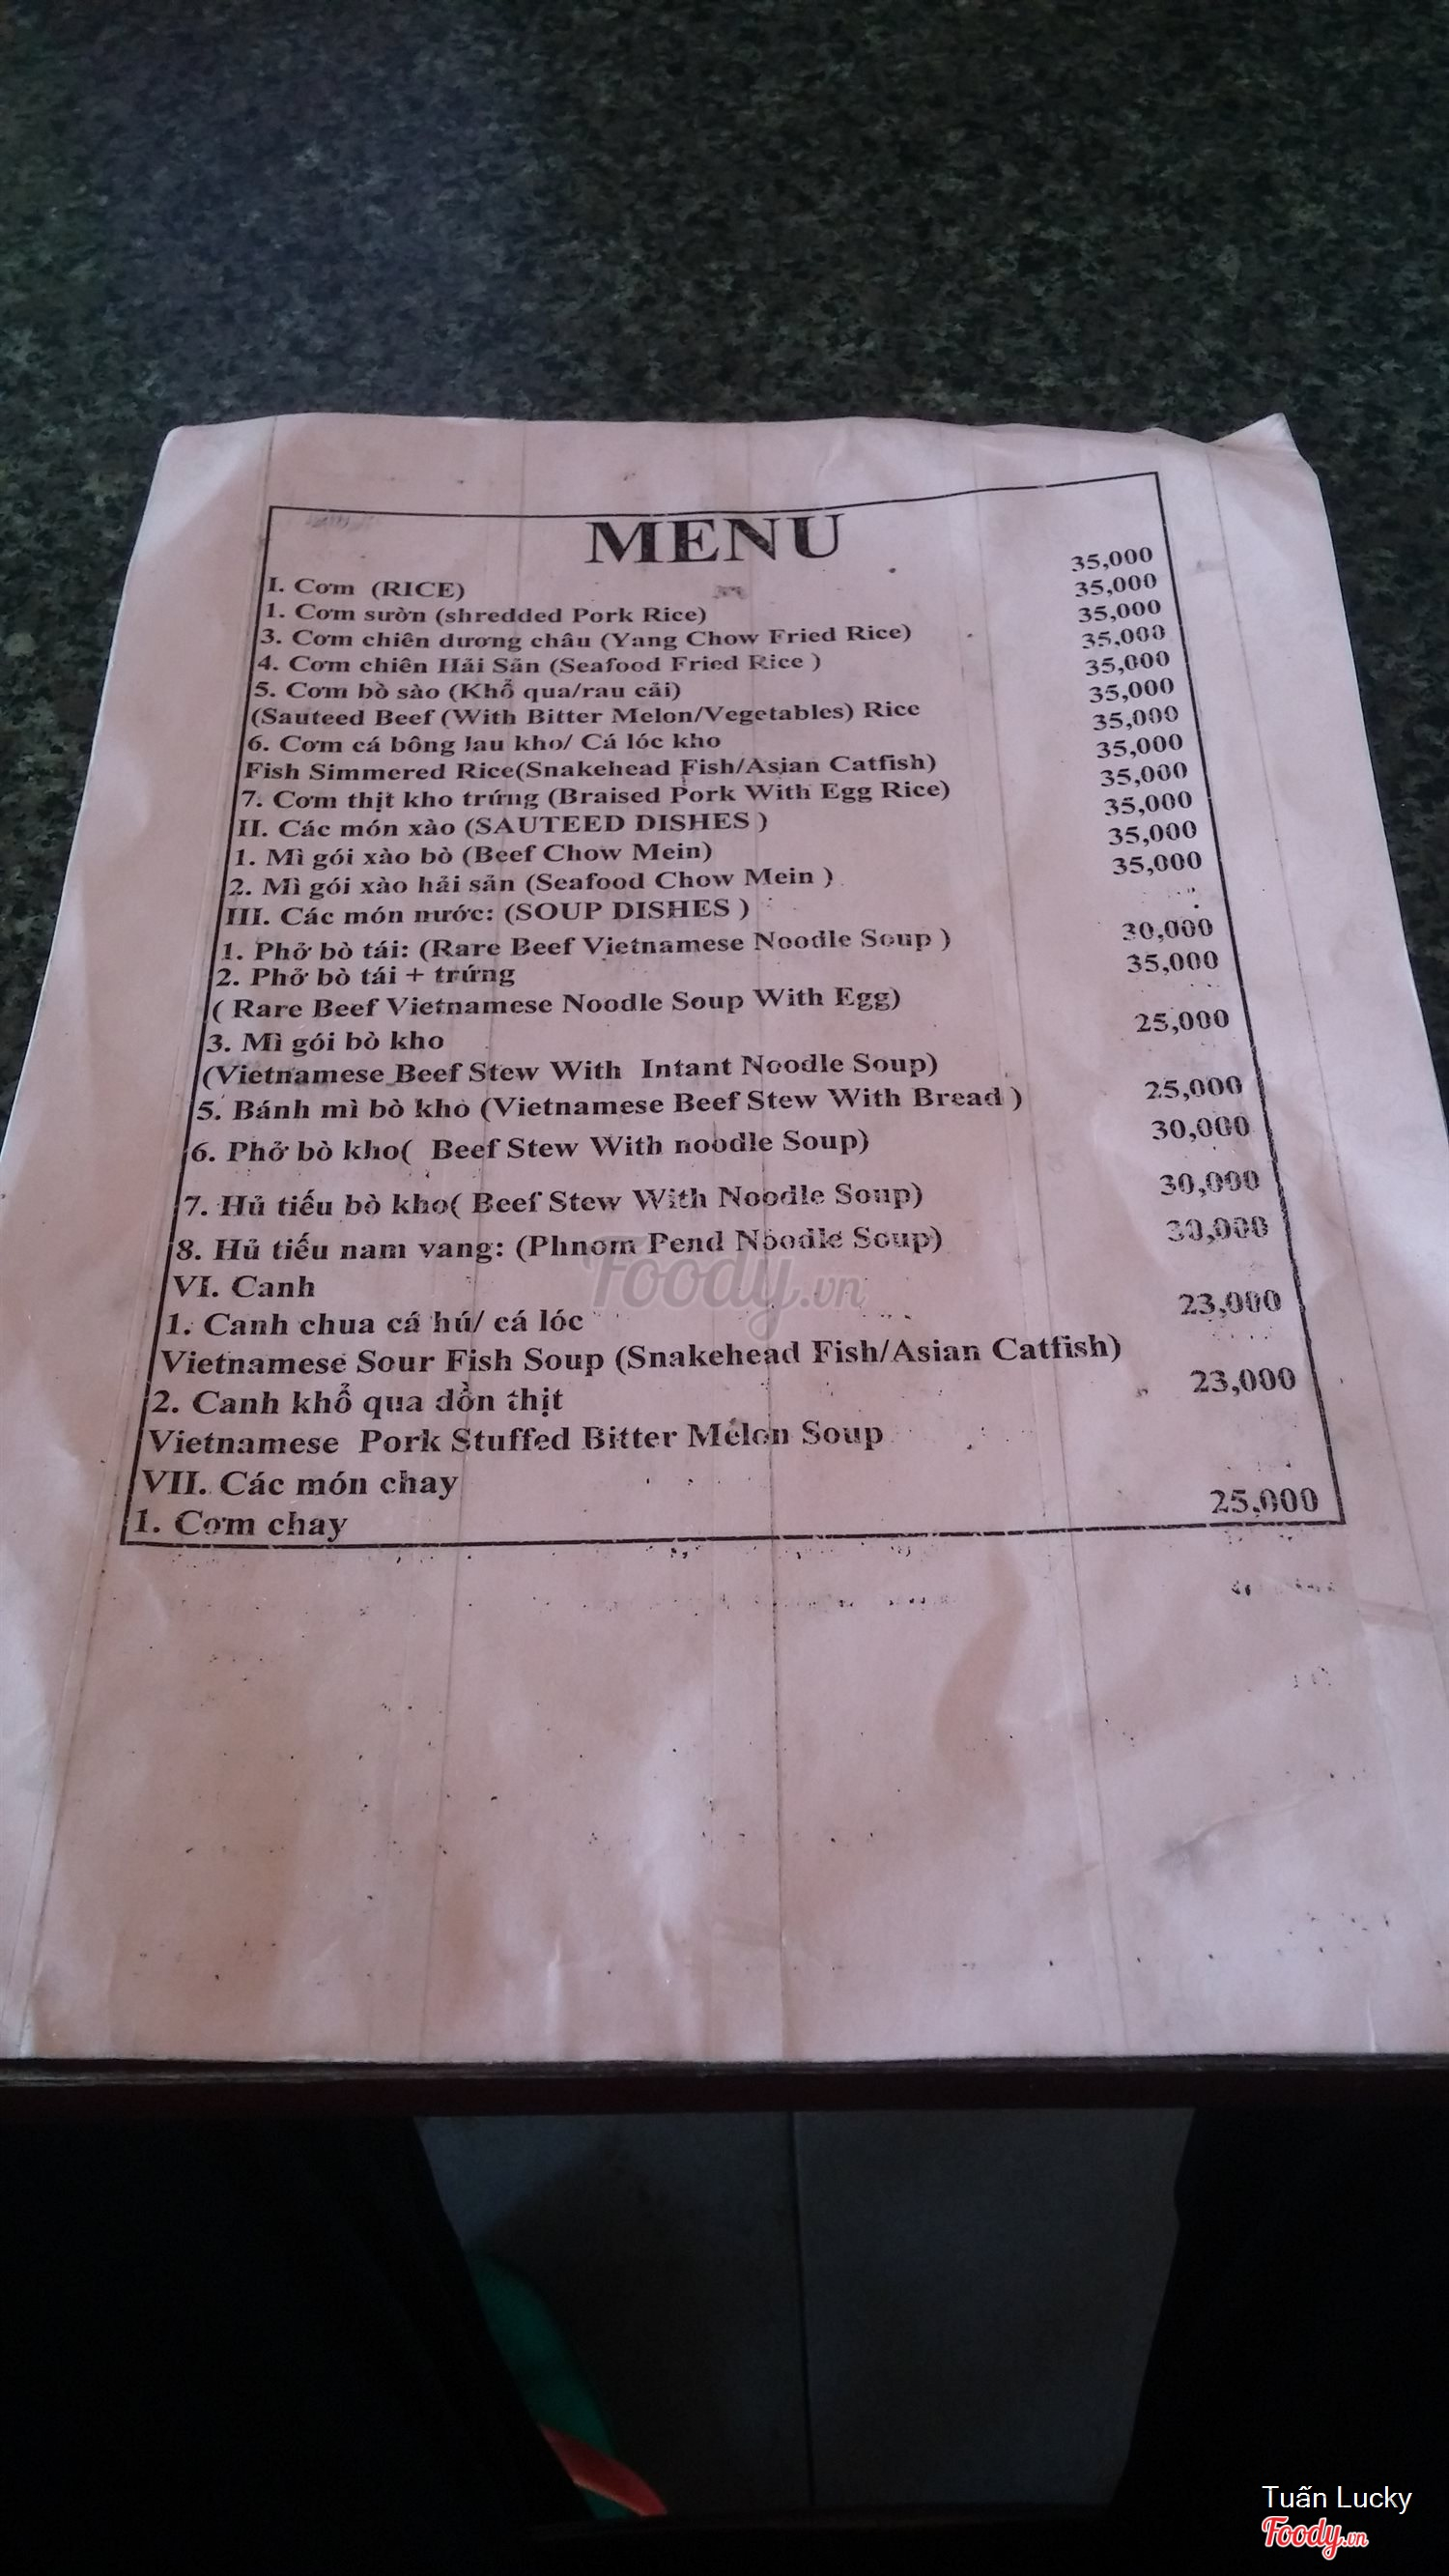 MENU
35,000
I. Cơm (RICE) 35,000
1. Cơm sườn (shredded Pork Rice) 35,000
3. Cơm chiên dương châu (Yang Chow Fried Rice) 35,000
4. Cơm chiên Hải Sản (Seafood Fried Rice ) 35,000
5. Cơm bò sào (Khổ qua/rau cải) 35,000
(Sauteed Beef (With Bitter Melon/Vegetables) Rice 35,000
6. Cơm cá bông lau kho/ Cá lóc kho 35,000
Fish Simmered Rice(Snakehead Fish/Asian Catfish) 35,000
7. Cơm thịt kho trứng (Braised Pork With Egg Rice) 35,000
II. Các món xào (SAUTEED DISHES ) 35,000
1. Mì gói xào bò (Beef Chow Mein) 35,000
2. Mì gói xào hải sản (Seafood Chow Mein )
III. Các món nước: (SOUP DISHES )
1. Phở bò tái: (Rare Beef Vietnamese Noodle Soup ) 30,000
2. Phở bò tái + trứng 35,000
( Rare Beef Vietnamese Noodle Soup With Egg)
3. Mì gói bò kho 25,000
(Vietnamese Beef Stew With Intant Noodle Soup)
5. Bánh mì bò kho (Vietnamese Beef Stew With Bread ) 25,000
6. Phở bò kho( Beef Stew With noodle Soup) 30,000
7. Hủ tiếu bò kho( Beef Stew With Noodle Soup) 30,000
8. Hủ tiếu nam vang: (Phnom Pend Noodle Soup) 30,000
VI. Canh
1. Canh chua cá hú/ cá lóc 23,000
Vietnamese Sour Fish Soup (Snakehead Fish/Asian Catfish)
2. Canh khổ qua dồn thịt 23,000
Vietnamese Pork Stuffed Bitter Melon Soup
VII. Các món chay
1. Cơm chay 25,000
Foody.vn
Tuấn Lucky
Foody.vn